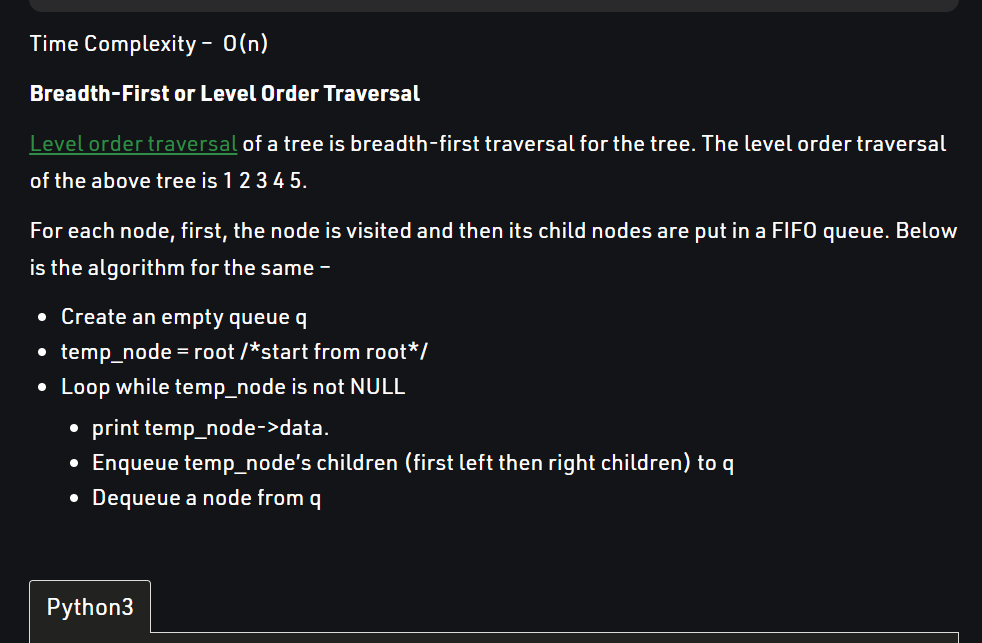 Time Complexity – O(n)
Breadth-First or Level Order Traversal
Level order traversal of a tree is breadth-first traversal for the tree. The level order traversal
of the above tree is 1 2 3 4 5.
For each node, first, the node is visited and then its child nodes are put in a FIFO queue. Below
is the algorithm for the same –
• Create an empty queue q
• temp_node = root /*start from root*/
• Loop while temp_node is not NULL
• print temp_node->data.
• Enqueue temp_node’s children (first left then right children) to q
• Dequeue a node from q
Python3